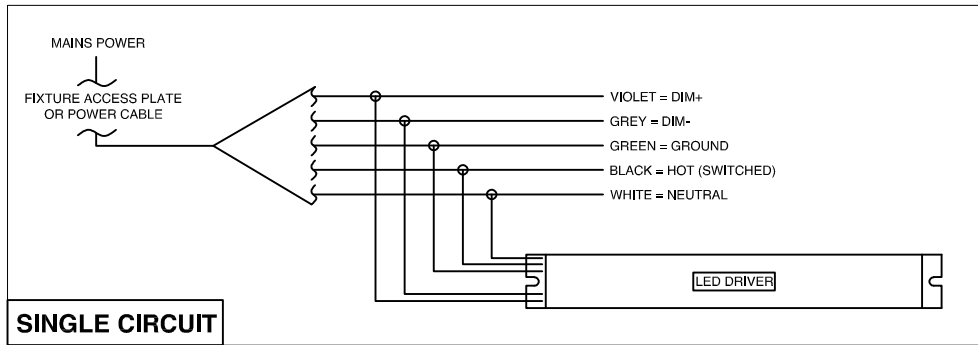 MAINS POWER
FIXTURE ACCESS PLATE
OR POWER CABLE
VIOLET = DIM+
GREY = DIM-
GREEN = GROUND
BLACK = HOT (SWITCHED)
WHITE = NEUTRAL
LED DRIVER
SINGLE CIRCUIT